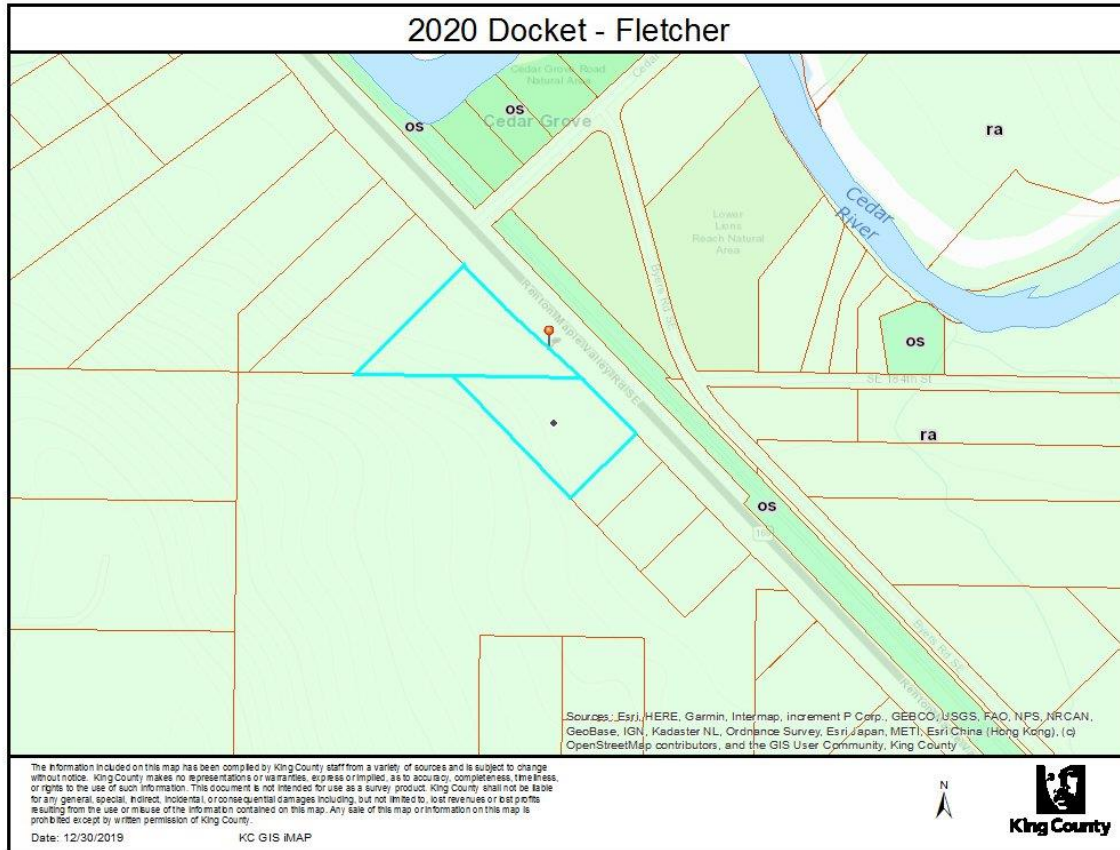 2020 Docket - Fletcher
Cedar Grove Road
Natural Area
os
Cedar Grove
os
ra
Cedar
River
Lower
Lions
Reach Natural
Area
Byers Rd SE
Renton Maple Valley Rd SE
os
SE 184th St
ra
os
169
Byers Rd SE
Sources: Esri, HERE, Garmin, Intermap, increment P Corp., GEBCO, USGS, FAO, NPS, NRCAN,
GeoBase, IGN, Kadaster NL, Ordnance Survey, Esri Japan, METI, Esri China (Hong Kong), (c)
OpenStreetMap contributors, and the GIS User Community, King County
The information included on this map has been compiled by King County staff from a variety of sources and is subject to change
without notice. King County makes no representations or warranties, express or implied, as to accuracy, completeness, timeliness,
or rights to the use of such information. This document is not intended for use as a survey product. King County shall not be liable
for any general, special, indirect, incidental, or consequential damages including, but not limited to, lost revenues or lost profits
resulting from the use or misuse of the information contained on this map. Any sale of this map or information on this map is
prohibited except by written permission of King County.
Date: 12/30/2019
KC GIS iMAP
N
King County